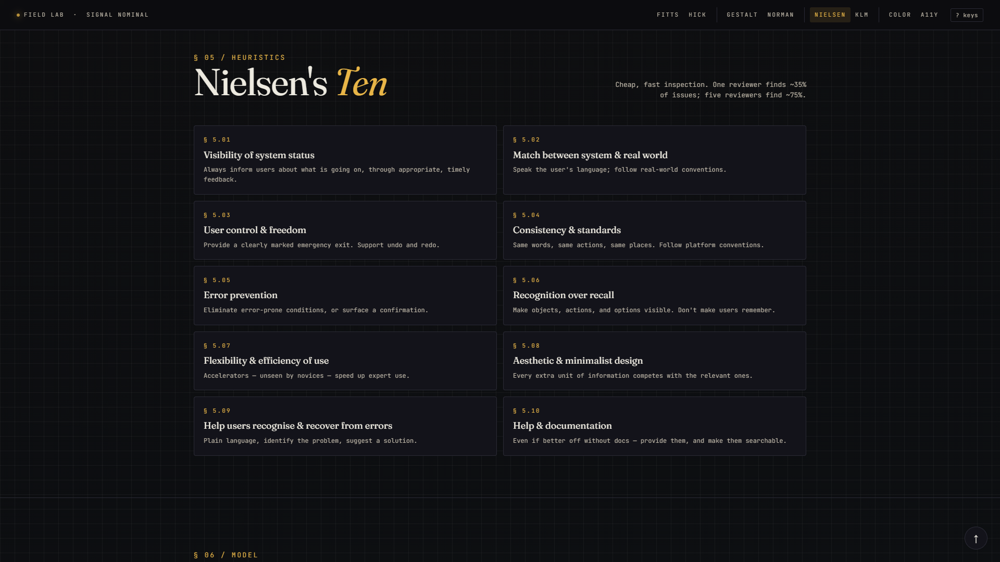 FIELD LAB · SIGNAL NOMINAL
FITTS HICK GESTALT NORMAN NIELSEN KLM COLOR A11Y ? keys
§ 05 / HEURISTICS
Nielsen's Ten
Cheap, fast inspection. One reviewer finds ~35%
of issues; five reviewers find ~75%.
§ 5.01
Visibility of system status
Always inform users about what is going on, through appropriate, timely
feedback.
§ 5.02
Match between system & real world
Speak the user's language; follow real-world conventions.
§ 5.03
User control & freedom
Provide a clearly marked emergency exit. Support undo and redo.
§ 5.04
Consistency & standards
Same words, same actions, same places. Follow platform conventions.
§ 5.05
Error prevention
Eliminate error-prone conditions, or surface a confirmation.
§ 5.06
Recognition over recall
Make objects, actions, and options visible. Don't make users remember.
§ 5.07
Flexibility & efficiency of use
Accelerators — unseen by novices — speed up expert use.
§ 5.08
Aesthetic & minimalist design
Every extra unit of information competes with the relevant ones.
§ 5.09
Help users recognise & recover from errors
Plain language, identify the problem, suggest a solution.
§ 5.10
Help & documentation
Even if better off without docs — provide them, and make them searchable.
§ 06 / MODEL
↑